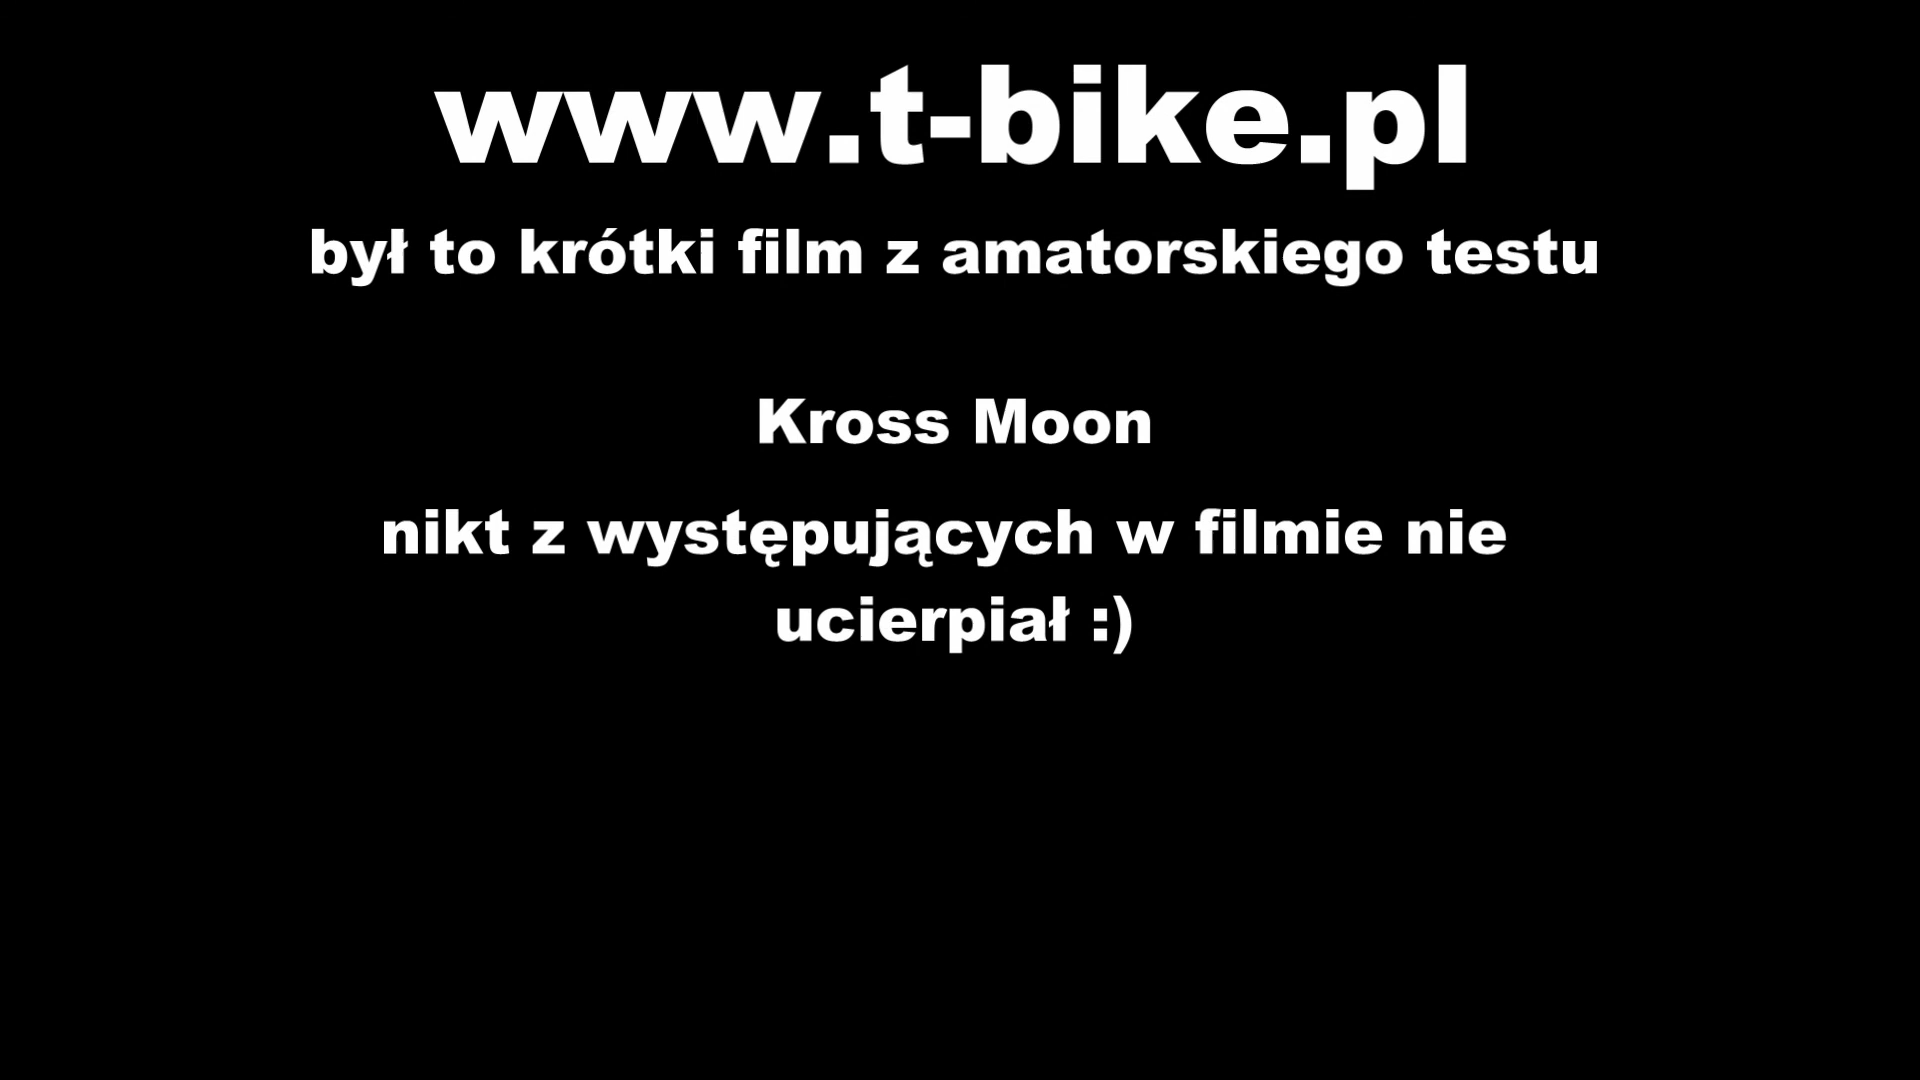 www.t-bike.pl
był to krótki film z amatorskiego testu
Kross Moon
nikt z występujących w filmie nie
ucierpiał :)